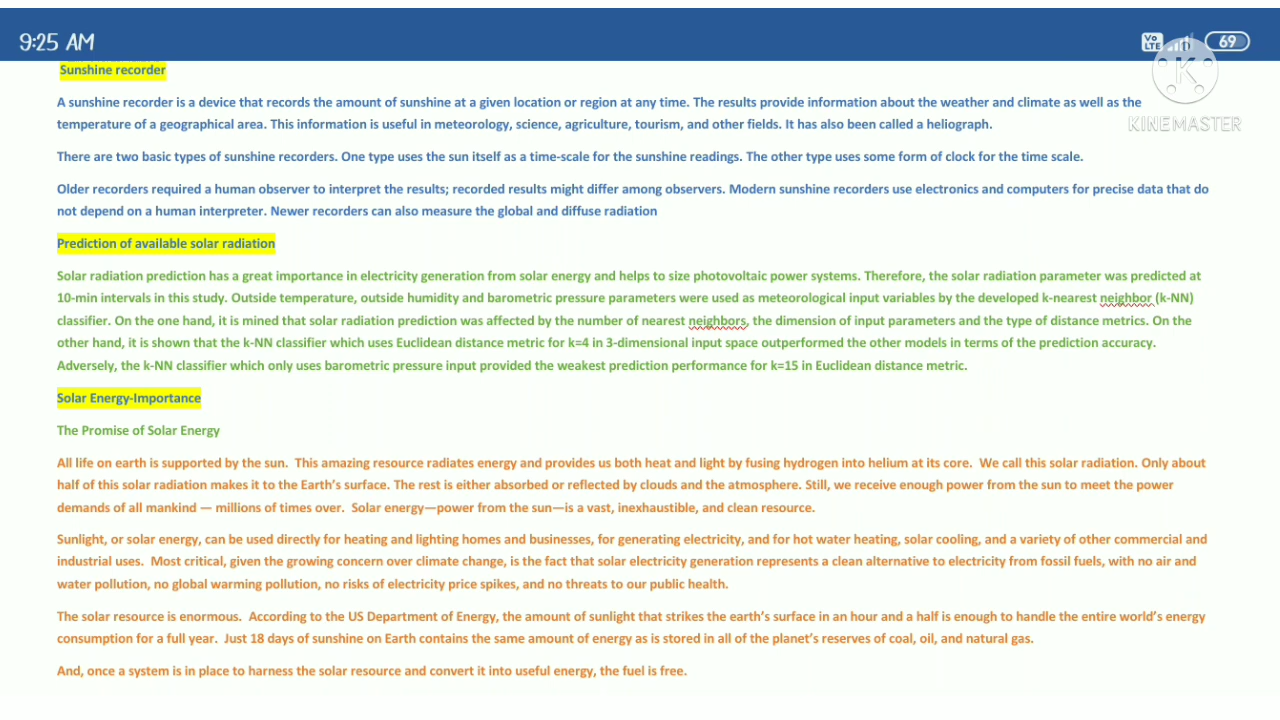 9:25 AM
Vo LTE
69
K
KINEMASTER
Sunshine recorder
A sunshine recorder is a device that records the amount of sunshine at a given location or region at any time. The results provide information about the weather and climate as well as the
temperature of a geographical area. This information is useful in meteorology, science, agriculture, tourism, and other fields. It has also been called a heliograph.
There are two basic types of sunshine recorders. One type uses the sun itself as a time-scale for the sunshine readings. The other type uses some form of clock for the time scale.
Older recorders required a human observer to interpret the results; recorded results might differ among observers. Modern sunshine recorders use electronics and computers for precise data that do
not depend on a human interpreter. Newer recorders can also measure the global and diffuse radiation
Prediction of available solar radiation
Solar radiation prediction has a great importance in electricity generation from solar energy and helps to size photovoltaic power systems. Therefore, the solar radiation parameter was predicted at
10-min intervals in this study. Outside temperature, outside humidity and barometric pressure parameters were used as meteorological input variables by the developed k-nearest neighbor (k-NN)
classifier. On the one hand, it is mined that solar radiation prediction was affected by the number of nearest neighbors, the dimension of input parameters and the type of distance metrics. On the
other hand, it is shown that the k-NN classifier which uses Euclidean distance metric for k=4 in 3-dimensional input space outperformed the other models in terms of the prediction accuracy.
Adversely, the k-NN classifier which only uses barometric pressure input provided the weakest prediction performance for k=15 in Euclidean distance metric.
Solar Energy-Importance
The Promise of Solar Energy
All life on earth is supported by the sun.  This amazing resource radiates energy and provides us both heat and light by fusing hydrogen into helium at its core.  We call this solar radiation. Only about
half of this solar radiation makes it to the Earth's surface. The rest is either absorbed or reflected by clouds and the atmosphere. Still, we receive enough power from the sun to meet the power
demands of all mankind — millions of times over.  Solar energy—power from the sun—is a vast, inexhaustible, and clean resource.
Sunlight, or solar energy, can be used directly for heating and lighting homes and businesses, for generating electricity, and for hot water heating, solar cooling, and a variety of other commercial and
industrial uses.  Most critical, given the growing concern over climate change, is the fact that solar electricity generation represents a clean alternative to electricity from fossil fuels, with no air and
water pollution, no global warming pollution, no risks of electricity price spikes, and no threats to our public health.
The solar resource is enormous.  According to the US Department of Energy, the amount of sunlight that strikes the earth's surface in an hour and a half is enough to handle the entire world's energy
consumption for a full year.  Just 18 days of sunshine on Earth contains the same amount of energy as is stored in all of the planet's reserves of coal, oil, and natural gas.
And, once a system is in place to harness the solar resource and convert it into useful energy, the fuel is free.